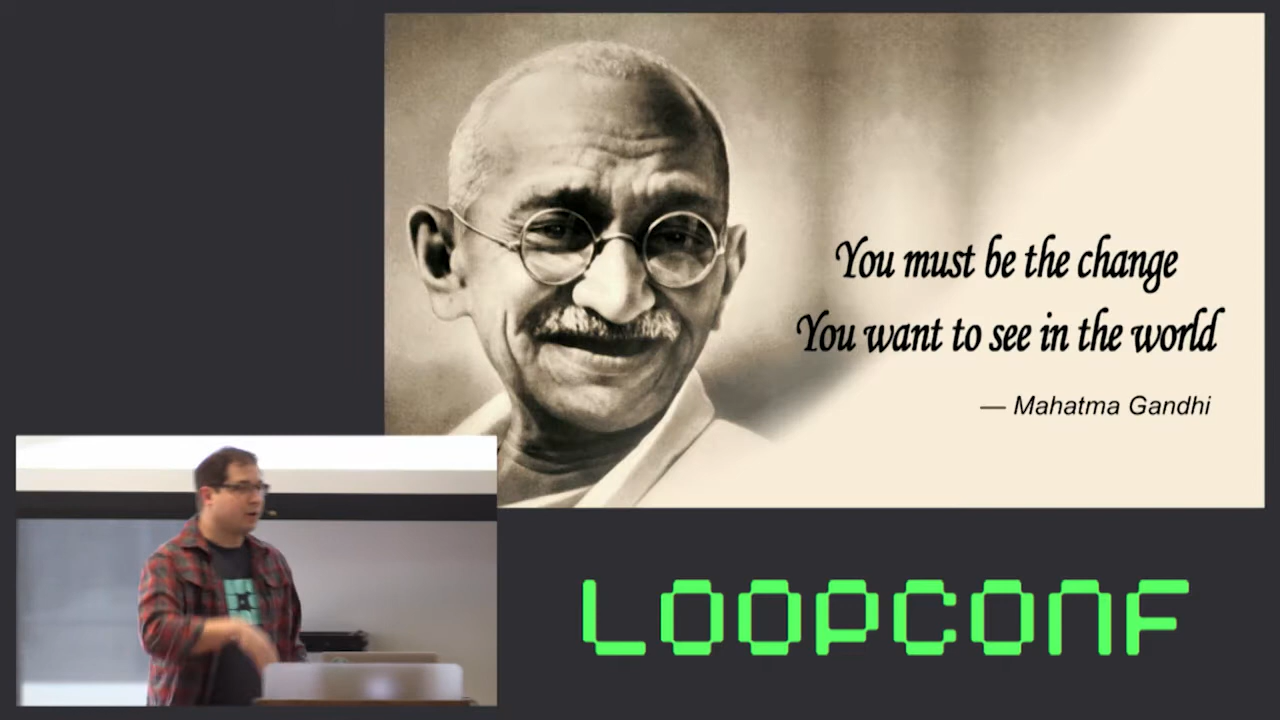 You must be the change
You want to see in the world
— Mahatma Gandhi
LOOPCONF